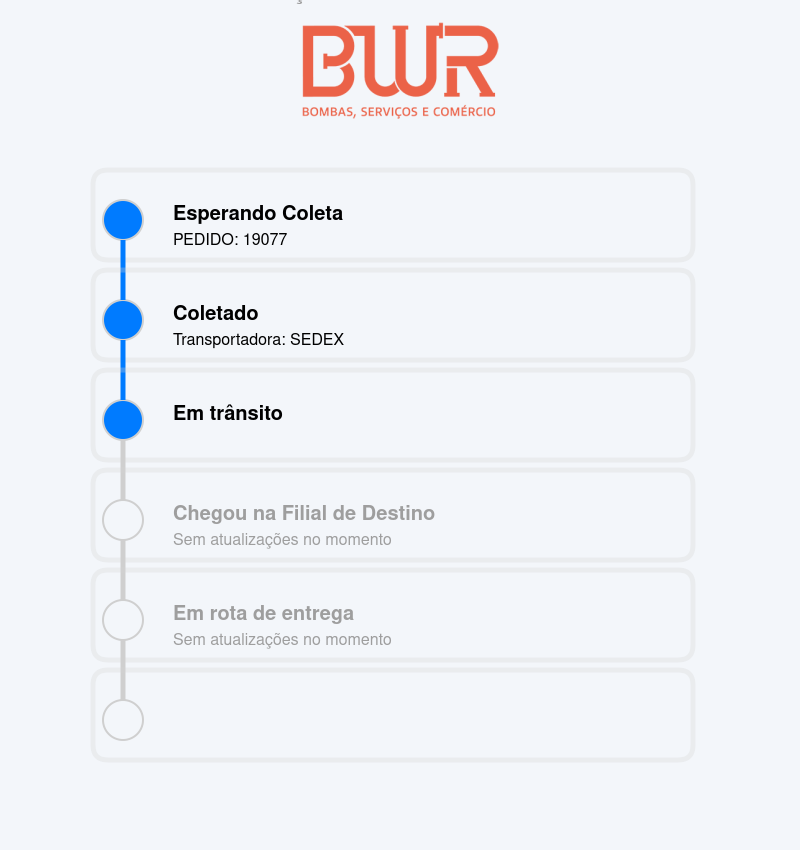 BWR
BOMBAS, SERVIÇOS E COMÉRCIO
Esperando Coleta
PEDIDO: 19077
Coletado
Transportadora: SEDEX
Em trânsito
Chegou na Filial de Destino
Sem atualizações no momento
Em rota de entrega
Sem atualizações no momento